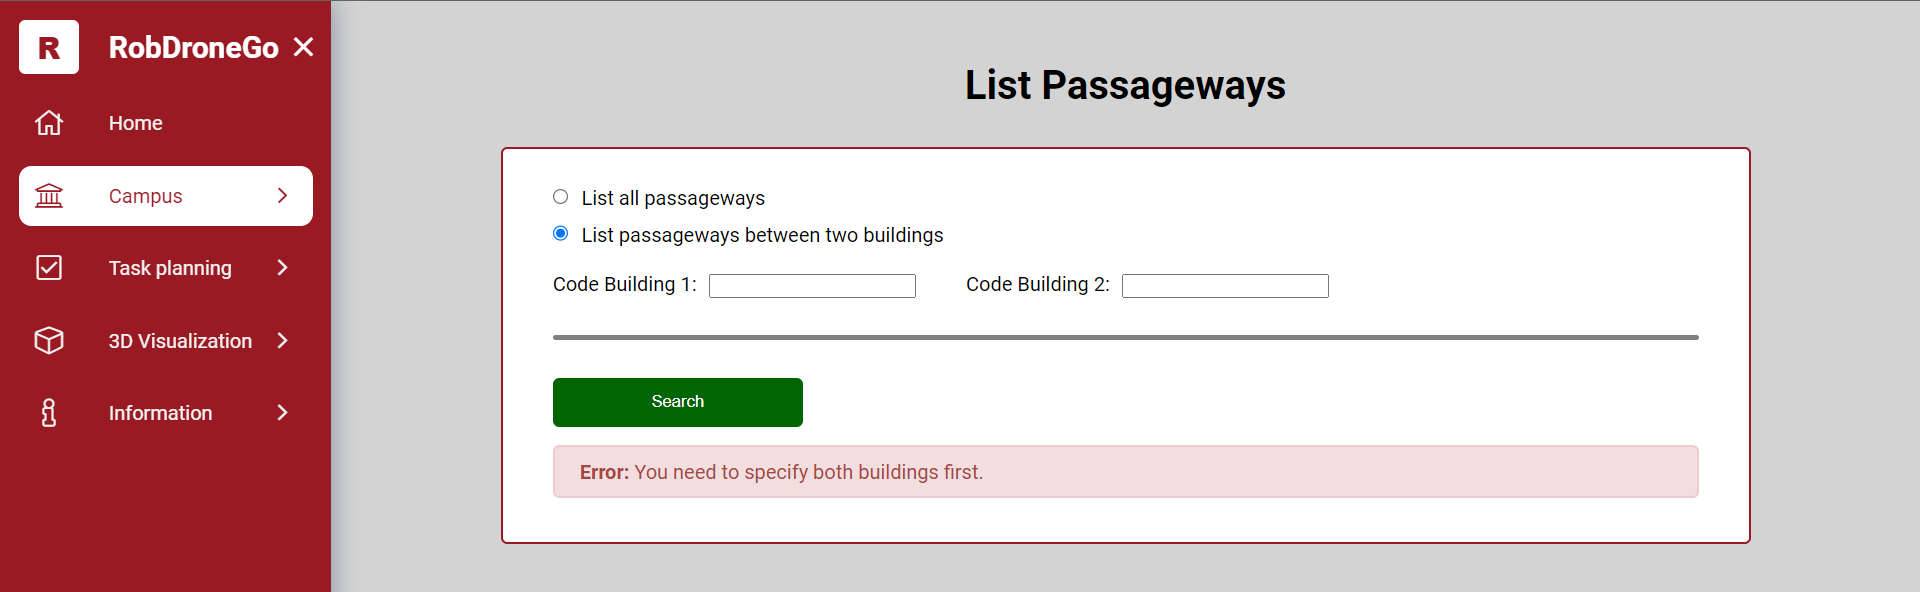 R
RobDroneGo
Home
Campus
Task planning
3D Visualization
Information
List Passageways
List all passageways
List passageways between two buildings
Code Building 1:
Code Building 2:
Search
Error: You need to specify both buildings first.